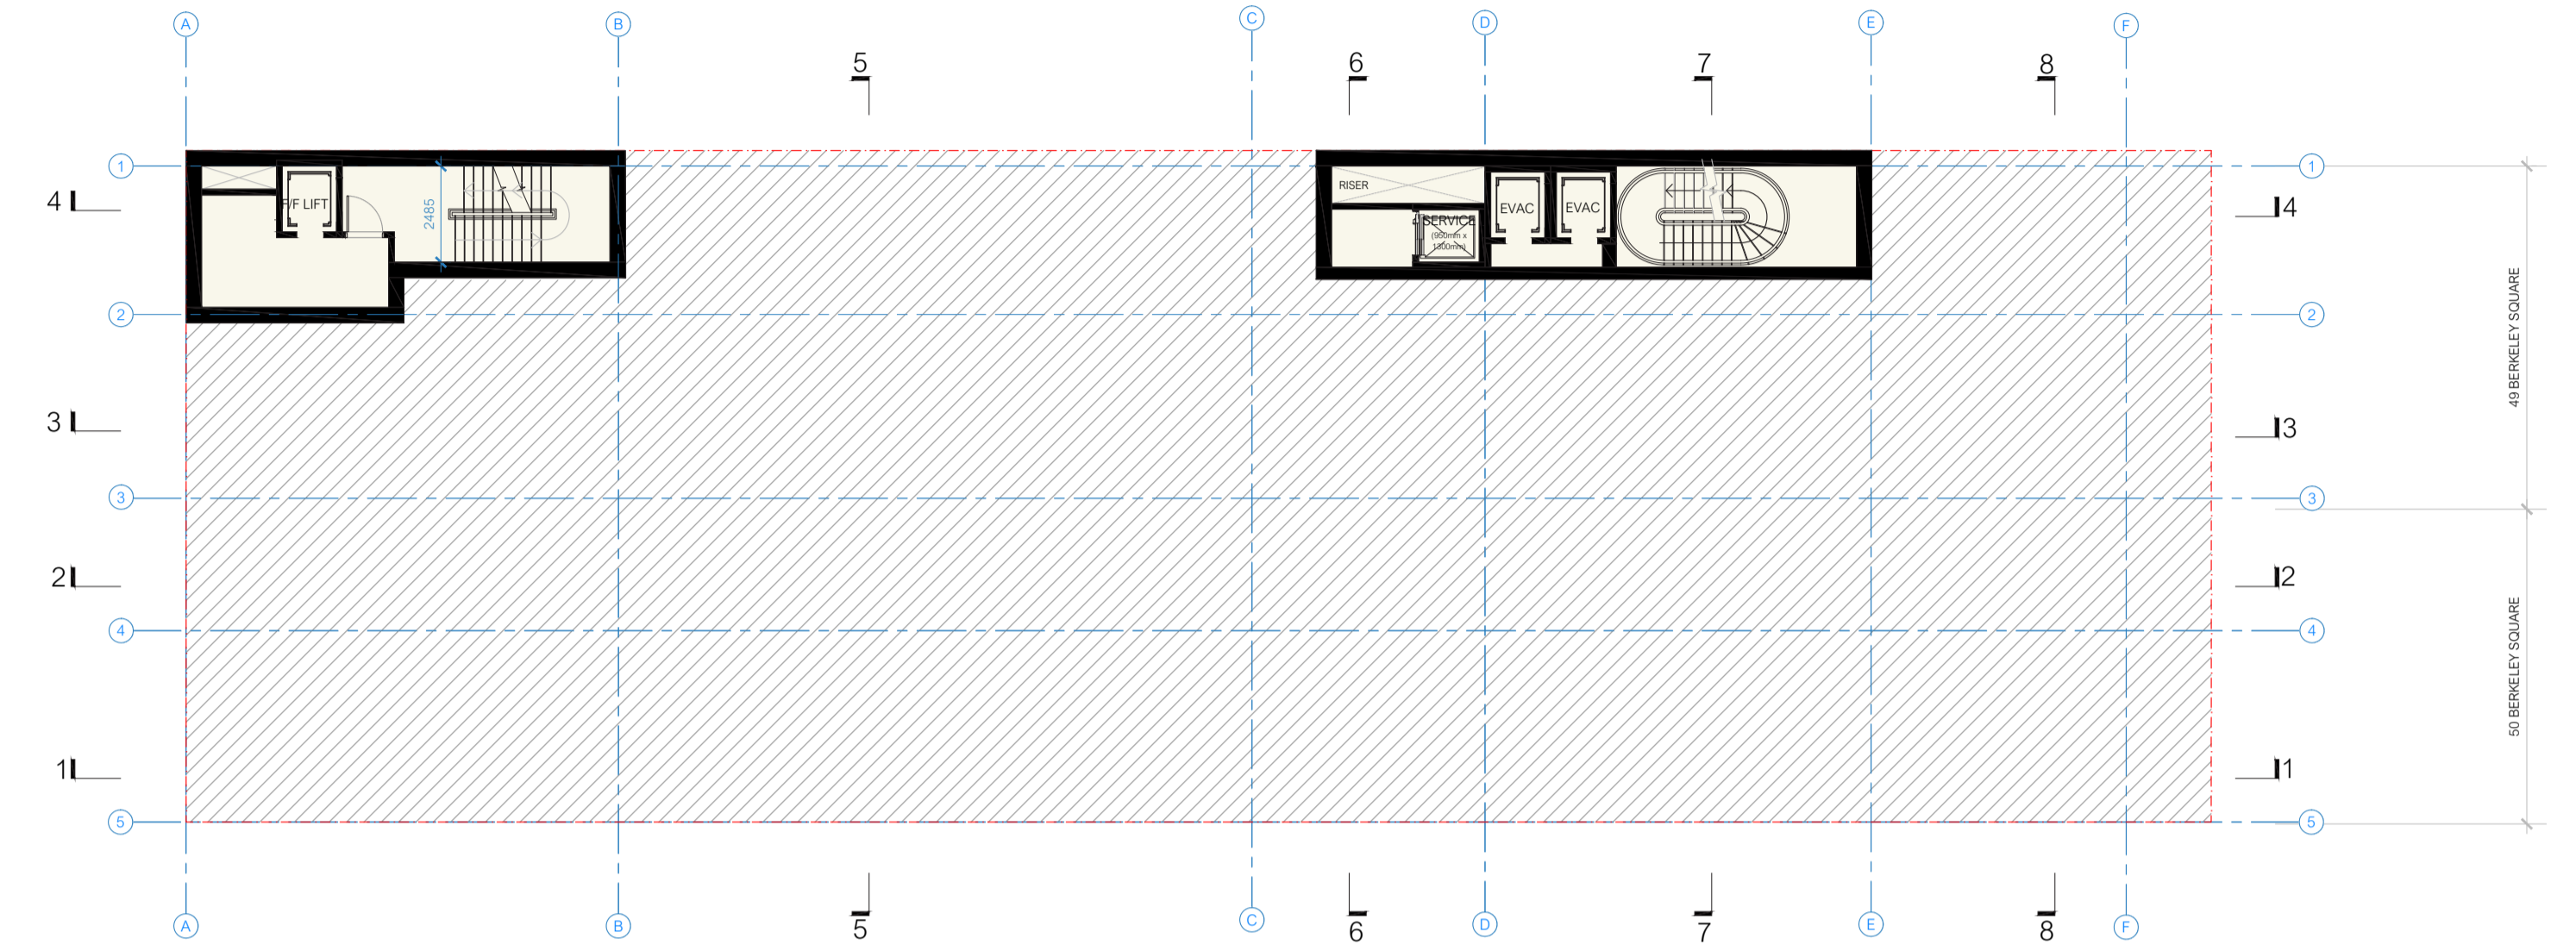 A B C D E F
5 6 7 8
1 1
4 4
RISER
F/F LIFT
EVAC
EVAC
SERVICE
(950mm x
1300mm)
2485
2 2
49 BERKELEY SQUARE
3 3
3 3
2 2
4 4
50 BERKELEY SQUARE
1 1
5 5
5 6 7 8
A B C D E F